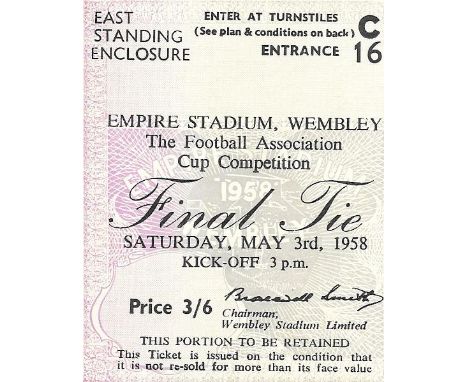 EAST
STANDING
ENCLOSURE
ENTER AT TURNSTILES
(See plan & conditions on back)
C
ENTRANCE 16
EMPIRE STADIUM, WEMBLEY
The Football Association
Cup Competition
1958
Final Tie
SATURDAY, MAY 3rd, 1958
KICK-OFF 3 p.m.
Price 3/6
Chairman,
Wembley Stadium Limited
THIS PORTION TO BE RETAINED
This Ticket is issued on the condition that
it is not re-sold for more than its face value